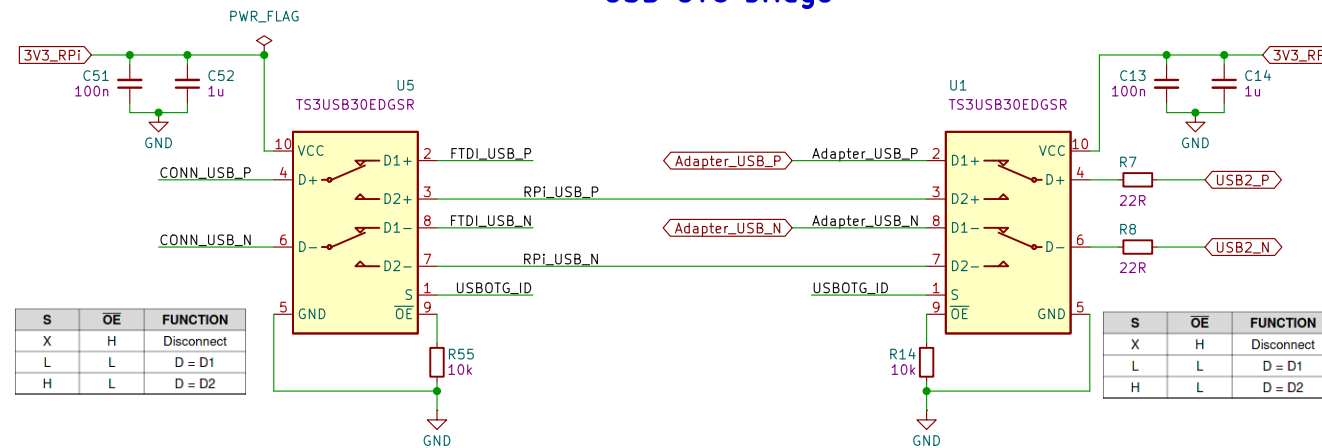 PWR_FLAG
3V3_RPi
C51
100n
C52
1u
GND
U5
TS3USB30EDGSR
10
VCC
4
D+
6
D-
5
GND
D1+
2
D2+
3
D1-
8
D2-
7
S
1
OE
9
CONN_USB_P
CONN_USB_N
FTDI_USB_P
RPi_USB_P
FTDI_USB_N
RPi_USB_N
USBOTG_ID
R55
10k
GND
S OE FUNCTION
X H Disconnect
L L D = D1
H L D = D2
U1
TS3USB30EDGSR
C13
100n
C14
1u
GND
Adapter_USB_P
Adapter_USB_P
Adapter_USB_N
Adapter_USB_N
USBOTG_ID
2
D1+
3
D2+
8
D1-
7
D2-
1
S
9
OE
VCC
10
D+
4
D-
6
GND
5
R7
22R
USB2_P
R8
22R
USB2_N
R14
10k
GND
S OE FUNCTION
X H Disconnect
L L D = D1
H L D = D2